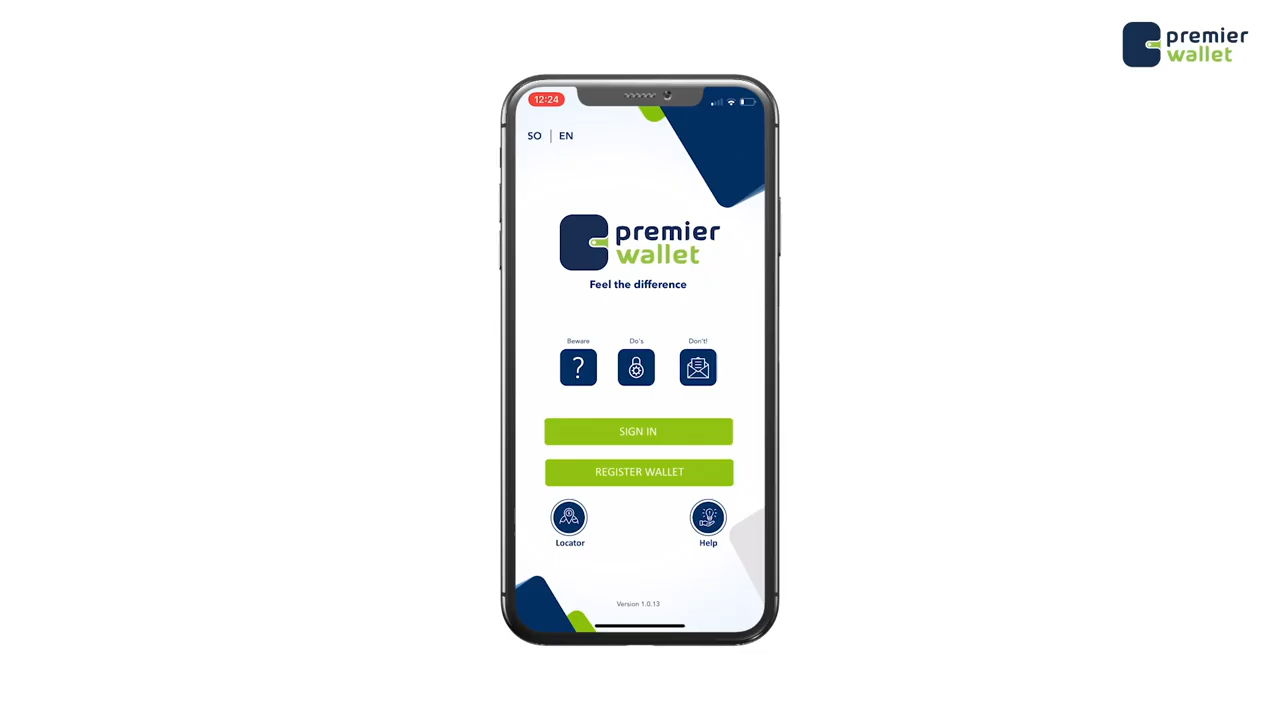 premier
wallet
12:24
SO | EN
premier
wallet
Feel the difference
Beware
Do's
Don't!
?
SIGN IN
REGISTER WALLET
Locator
Help
Version 1.0.13